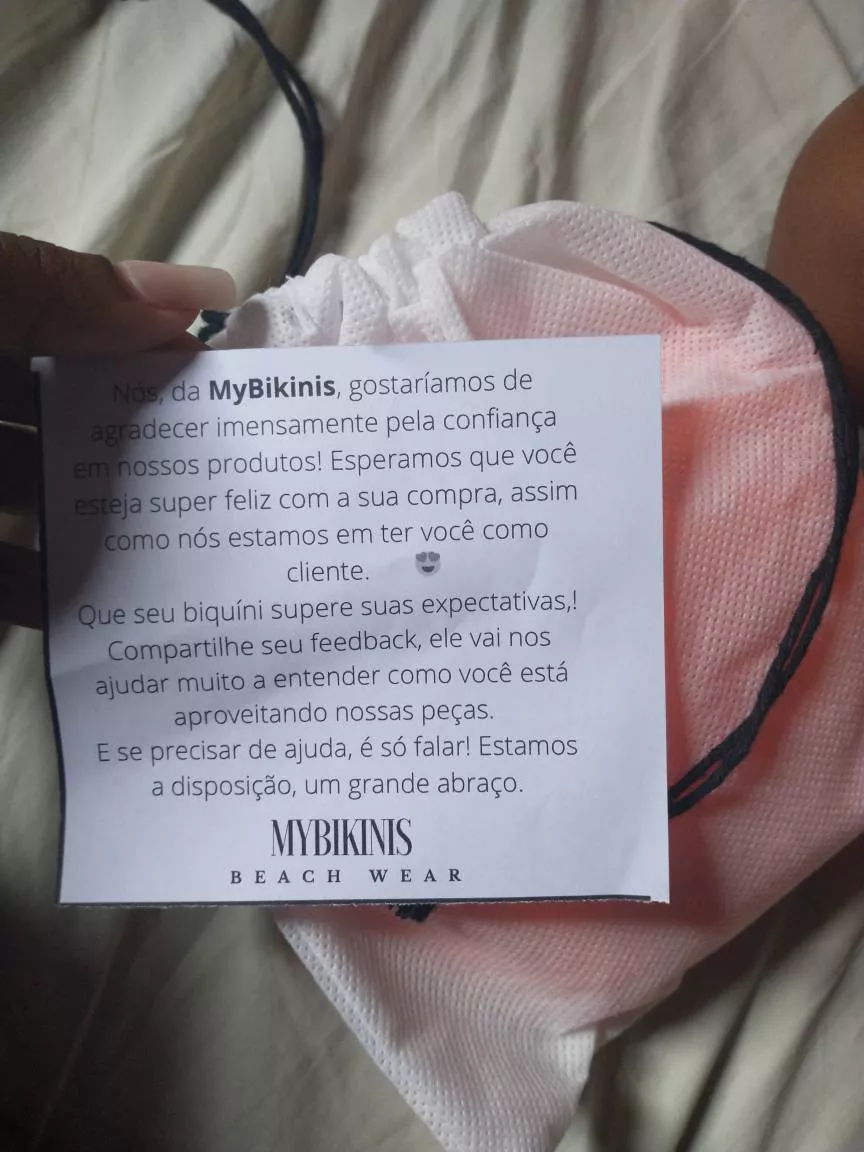 Nós, da MyBikinis, gostaríamos de
agradecer imensamente pela confiança
em nossos produtos! Esperamos que você
esteja super feliz com a sua compra, assim
como nós estamos em ter você como
cliente. 😍
Que seu biquíni supere suas expectativas,!
Compartilhe seu feedback, ele vai nos
ajudar muito a entender como você está
aproveitando nossas peças.
E se precisar de ajuda, é só falar! Estamos
a disposição, um grande abraço.
MYBIKINIS
BEACH WEAR